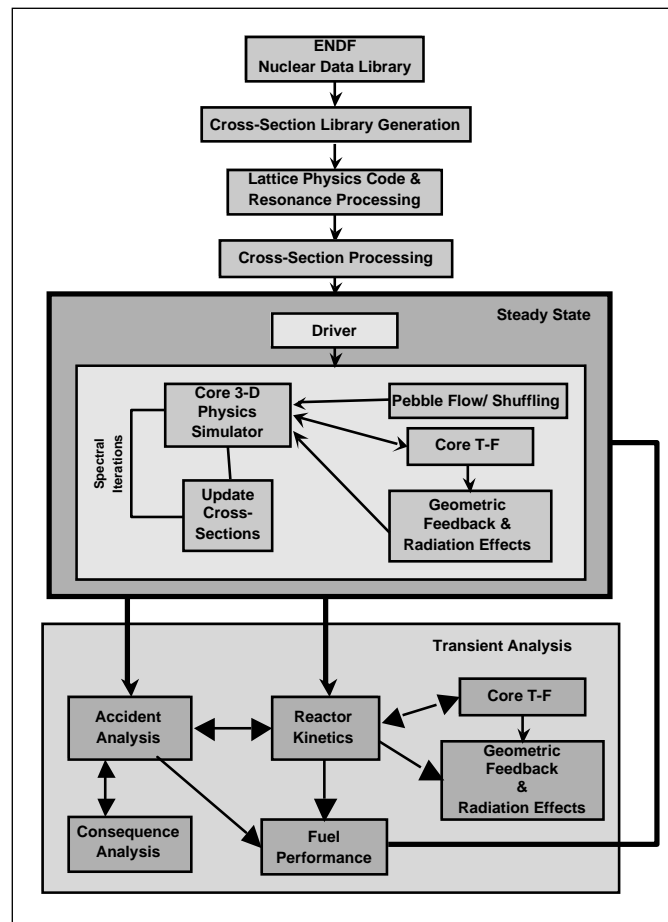 ENDF
Nuclear Data Library
Cross-Section Library Generation
Lattice Physics Code &
Resonance Processing
Cross-Section Processing
Steady State
Driver
Core 3-D
Physics
Simulator
Pebble Flow/ Shuffling
Core T-F
Spectral
Iterations
Update
Cross-
Sections
Geometric
Feedback &
Radiation Effects
Transient Analysis
Accident
Analysis
Reactor
Kinetics
Core T-F
Geometric
Feedback
&
Radiation Effects
Consequence
Analysis
Fuel
Performance